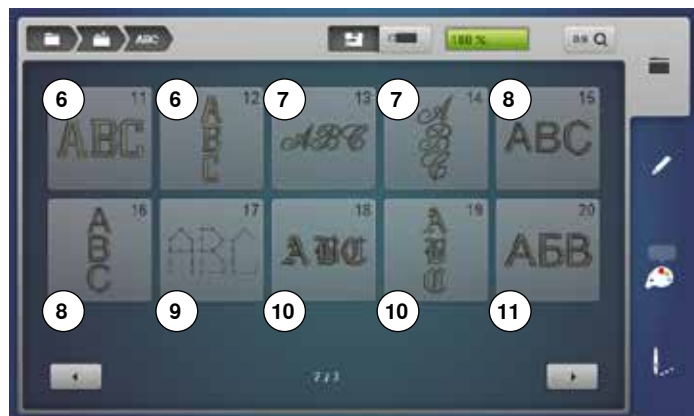 ABC 100 %
6 11 6 12 7 13 7 14 8 15
ABC A B C ABC A B C ABC
16 17 18 19 20
A B C ABC ABC A B C АБВ
8 9 10 10 11
2/3